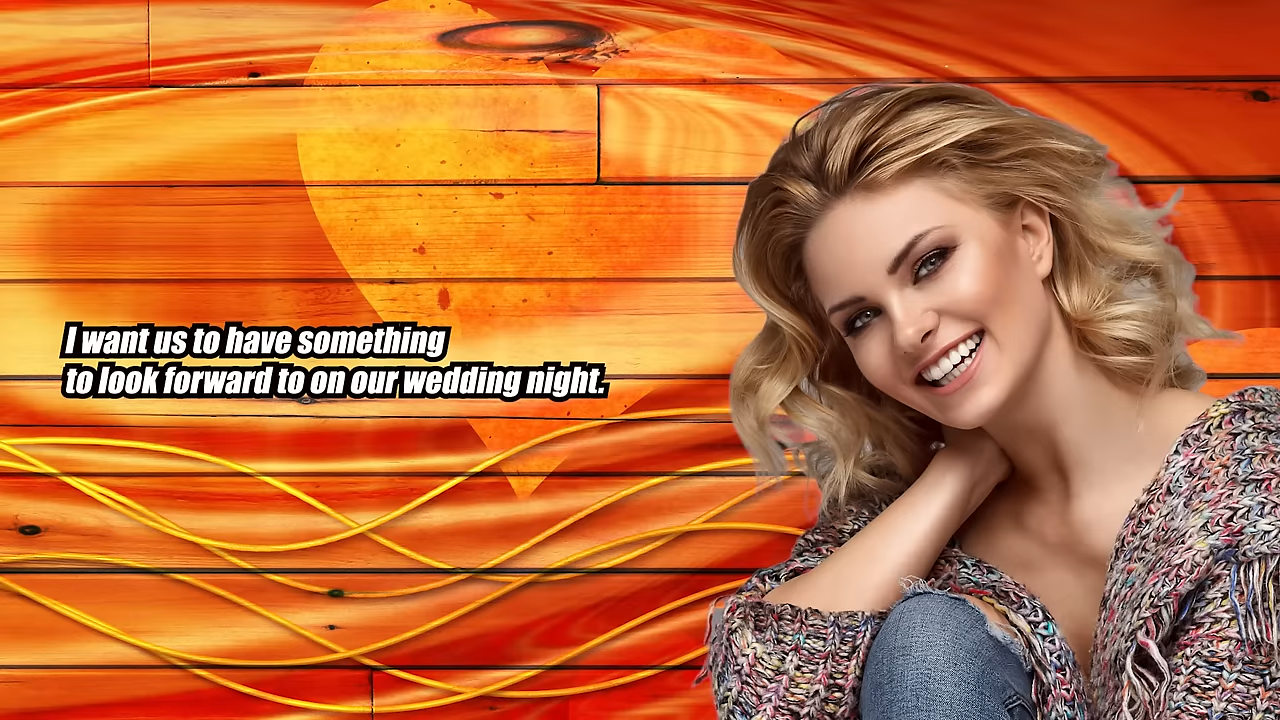 I want us to have something
to look forward to on our wedding night.